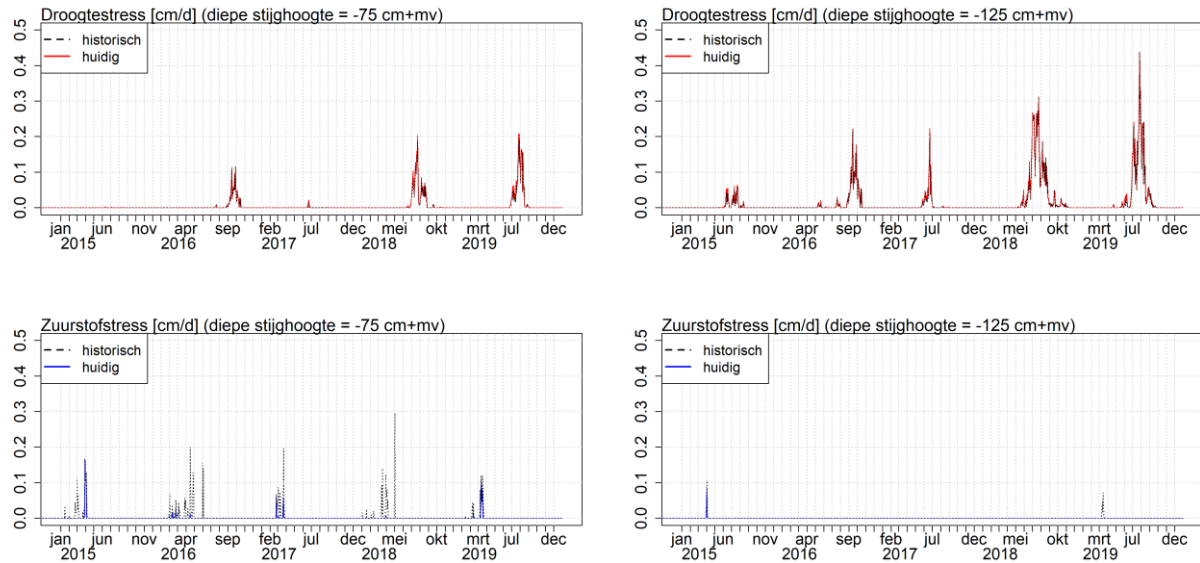 Droogtestress [cm/d] (diepe stijghoogte = -75 cm+mv)
0.5
0.4
0.3
0.2
0.1
0.0
historisch
huidig
jan jun nov apr sep feb jul dec mei okt mrt jul dec
2015 2016 2017 2018 2019
Droogtestress [cm/d] (diepe stijghoogte = -125 cm+mv)
0.5
0.4
0.3
0.2
0.1
0.0
historisch
huidig
jan jun nov apr sep feb jul dec mei okt mrt jul dec
2015 2016 2017 2018 2019
Zuurstofstress [cm/d] (diepe stijghoogte = -75 cm+mv)
0.5
0.4
0.3
0.2
0.1
0.0
historisch
huidig
jan jun nov apr sep feb jul dec mei okt mrt jul dec
2015 2016 2017 2018 2019
Zuurstofstress [cm/d] (diepe stijghoogte = -125 cm+mv)
0.5
0.4
0.3
0.2
0.1
0.0
historisch
huidig
jan jun nov apr sep feb jul dec mei okt mrt jul dec
2015 2016 2017 2018 2019